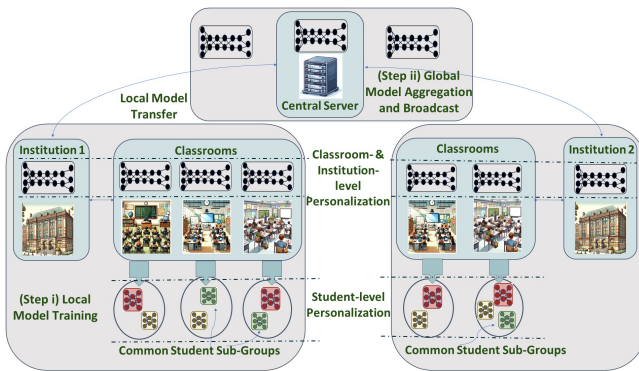 (Step ii) Global
Model Aggregation
and Broadcast
Central Server
Local Model
Transfer
Institution 1
Classrooms
Classroom- &
Institution-
level
Personalization
Classrooms
Institution 2
(Step i) Local
Model Training
Student-level
Personalization
Common Student Sub-Groups
Common Student Sub-Groups